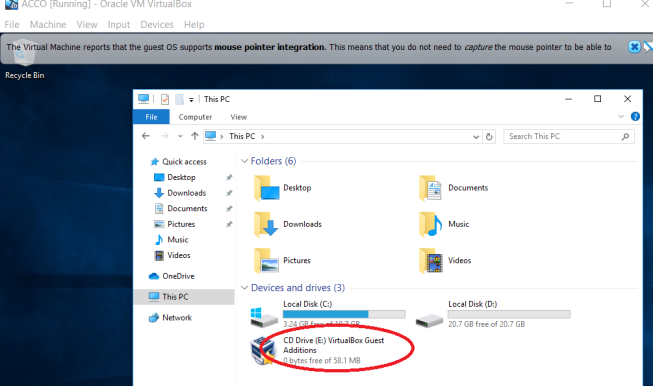 ACCO [Running] - Oracle VM VirtualBox
File Machine View Input Devices Help
The Virtual Machine reports that the guest OS supports mouse pointer integration. This means that you do not need to capture the mouse pointer to be able to
Recycle Bin
This PC
File Computer View
This PC
Search This PC
Quick access
Desktop
Downloads
Documents
Pictures
Music
Videos
OneDrive
This PC
Network
Folders (6)
Desktop
Documents
Downloads
Music
Pictures
Videos
Devices and drives (3)
Local Disk (C:)
3.24 GB free of 19.7 GB
Local Disk (D:)
20.7 GB free of 20.7 GB
CD Drive (E:) VirtualBox Guest
Additions
0 bytes free of 58.1 MB